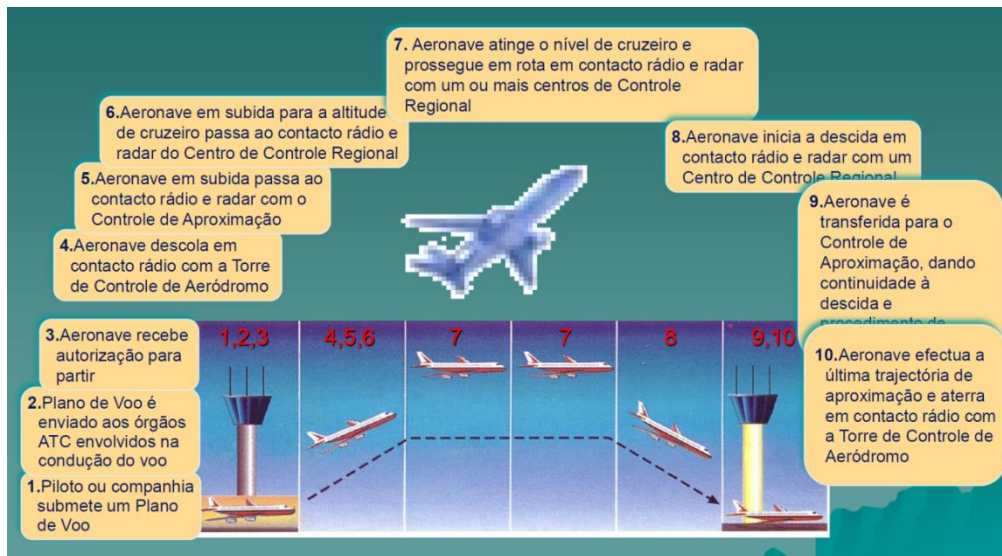 7. Aeronave atinge o nível de cruzeiro e
prossegue em rota em contacto rádio e radar
com um ou mais centros de Controle
Regional
6.Aeronave em subida para a altitude
de cruzeiro passa ao contacto rádio e
radar do Centro de Controle Regional
8.Aeronave inicia a descida em
contacto rádio e radar com um
Centro de Controle Regional
5.Aeronave em subida passa ao
contacto rádio e radar com o
Controle de Aproximação
9.Aeronave é
transferida para o
Controle de
Aproximação, dando
continuidade à
descida e
procedimento de
4.Aeronave descola em
contacto rádio com a Torre
de Controle de Aeródromo
3.Aeronave recebe
autorização para
partir
1,2,3 4,5,6 7 7 8 9,10
10.Aeronave efectua a
última trajectória de
aproximação e aterra
em contacto rádio com
a Torre de Controle de
Aeródromo
2.Plano de Voo é
enviado aos órgãos
ATC envolvidos na
condução do voo
1.Piloto ou companhia
submete um Plano
de Voo